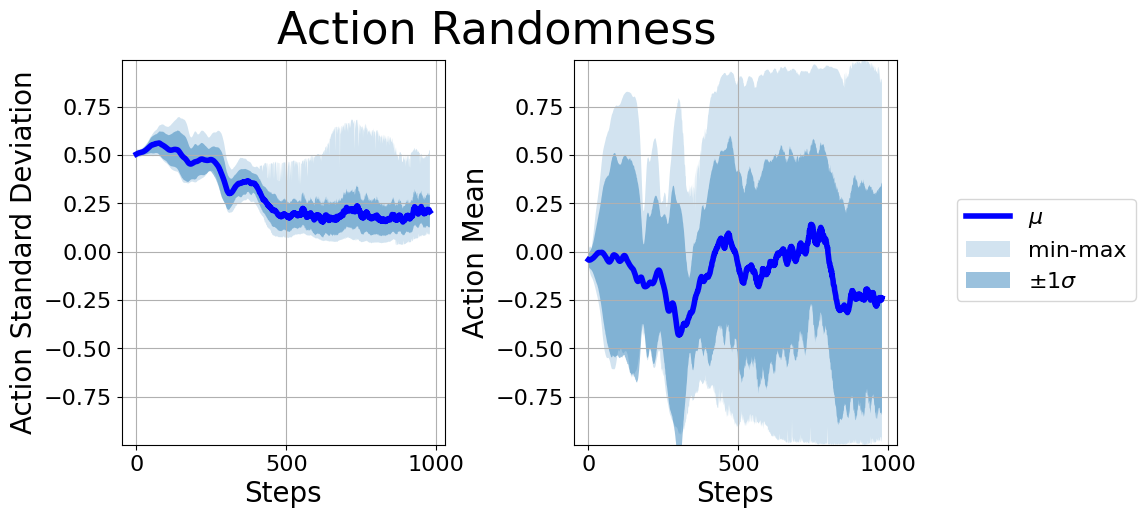 Action Randomness
Action Standard Deviation
0.75
0.50
0.25
0.00
−0.25
−0.50
−0.75
0 500 1000
Steps
Action Mean
0.75
0.50
0.25
0.00
−0.25
−0.50
−0.75
0 500 1000
Steps
μ
min-max
±1σ